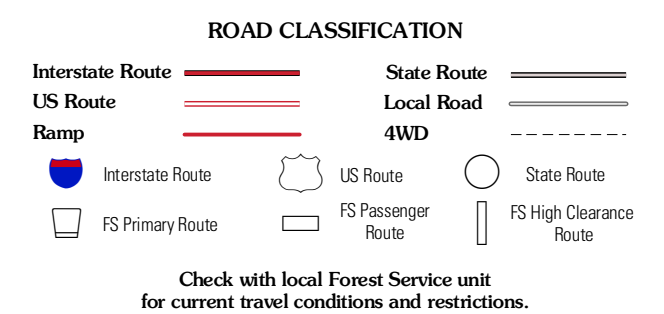 ROAD CLASSIFICATION
Interstate Route
State Route
US Route
Local Road
Ramp
4WD
Interstate Route
US Route
State Route
FS Primary Route
FS Passenger
Route
FS High Clearance
Route
Check with local Forest Service unit
for current travel conditions and restrictions.